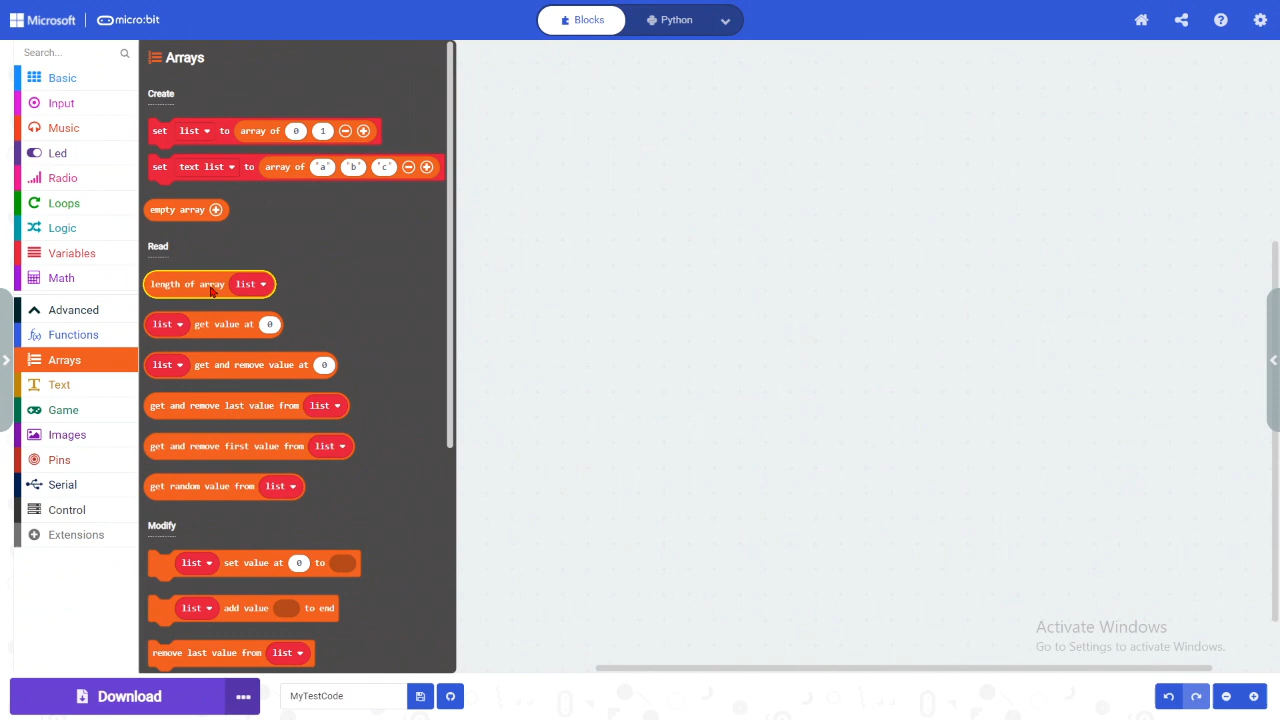 Microsoft micro:bit Blocks Python
Search...
Basic
Input
Music
Led
Radio
Loops
Logic
Variables
Math
Advanced
Functions
Arrays
Text
Game
Images
Pins
Serial
Control
Extensions
Arrays
Create
set list to array of 0 1
set text list to array of "a" "b" "c"
empty array
Read
length of array list
list get value at 0
list get and remove value at 0
get and remove last value from list
get and remove first value from list
get random value from list
Modify
list set value at 0 to
list add value to end
remove last value from list
Activate Windows
Go to Settings to activate Windows.
Download
MyTestCode